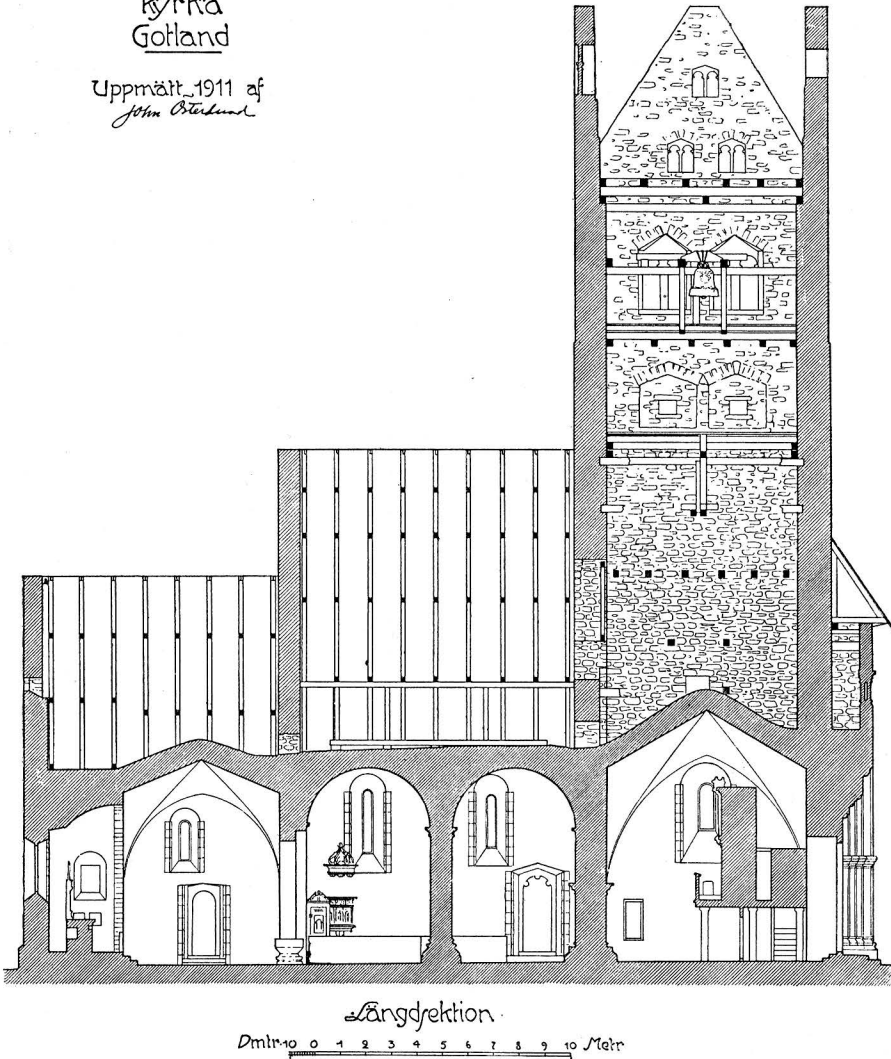 kyrka
Gotland
Uppmätt 1911 af
John Österlund
Längdsektion
Dmtr 10 0 1 2 3 4 5 6 7 8 9 10 Metr